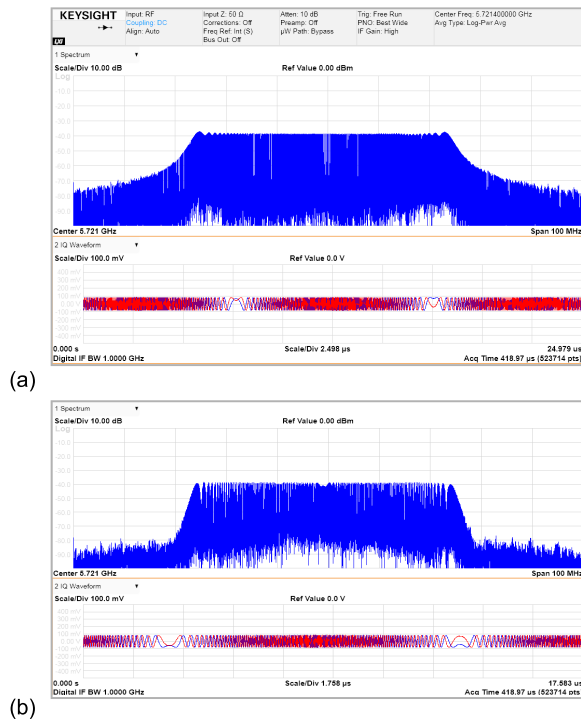 KEYSIGHT Input: RF Input Z: 50 Ω Atten: 10 dB Trig: Free Run Center Freq: 5.721400000 GHz
Coupling: DC Corrections: Off Preamp: Off PNO: Best Wide Avg Type: Log-Pwr Avg
Align: Auto Freq Ref: Int (S) µW Path: Bypass IF Gain: High
Bus Out: Off
1 Spectrum
Scale/Div 10.00 dB Ref Value 0.00 dBm
Log
-10.0
-20.0
-30.0
-40.0
-50.0
-60.0
-70.0
-80.0
-90.0
Center 5.721 GHz Span 100 MHz
2 IQ Waveform
Scale/Div 100.0 mV Ref Value 0.0 V
400 mV
300 mV
200 mV
100 mV
0.00 V
-100 mV
-200 mV
-300 mV
-400 mV
0.000 s Scale/Div 2.498 µs 24.979 us
Digital IF BW 1.0000 GHz Acq Time 418.97 µs (523714 pts)
(a)
1 Spectrum
Scale/Div 10.00 dB Ref Value 0.00 dBm
Log
-10.0
-20.0
-30.0
-40.0
-50.0
-60.0
-70.0
-80.0
-90.0
Center 5.721 GHz Span 100 MHz
2 IQ Waveform
Scale/Div 100.0 mV Ref Value 0.0 V
400 mV
300 mV
200 mV
100 mV
0.00 V
-100 mV
-200 mV
-300 mV
-400 mV
0.000 s Scale/Div 1.758 µs 17.583 us
Digital IF BW 1.0000 GHz Acq Time 418.97 µs (523714 pts)
(b)